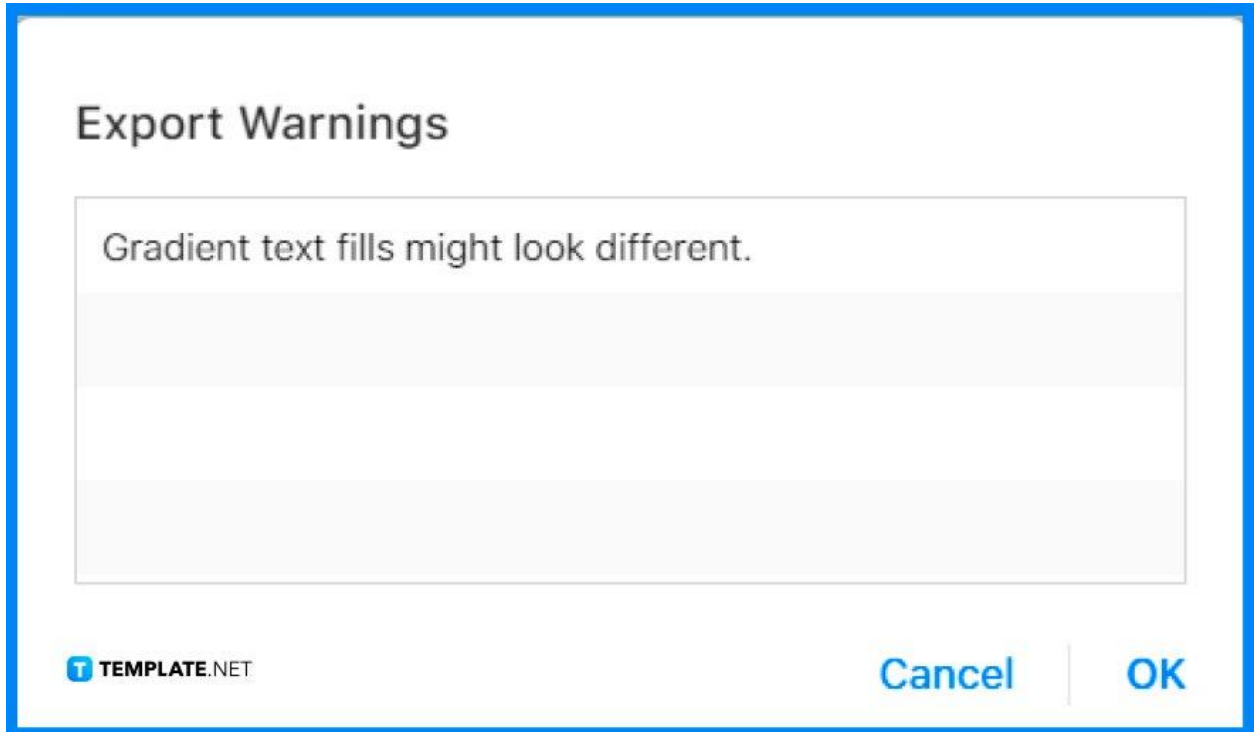 Export Warnings
Gradient text fills might look different.
T TEMPLATE.NET
Cancel
OK